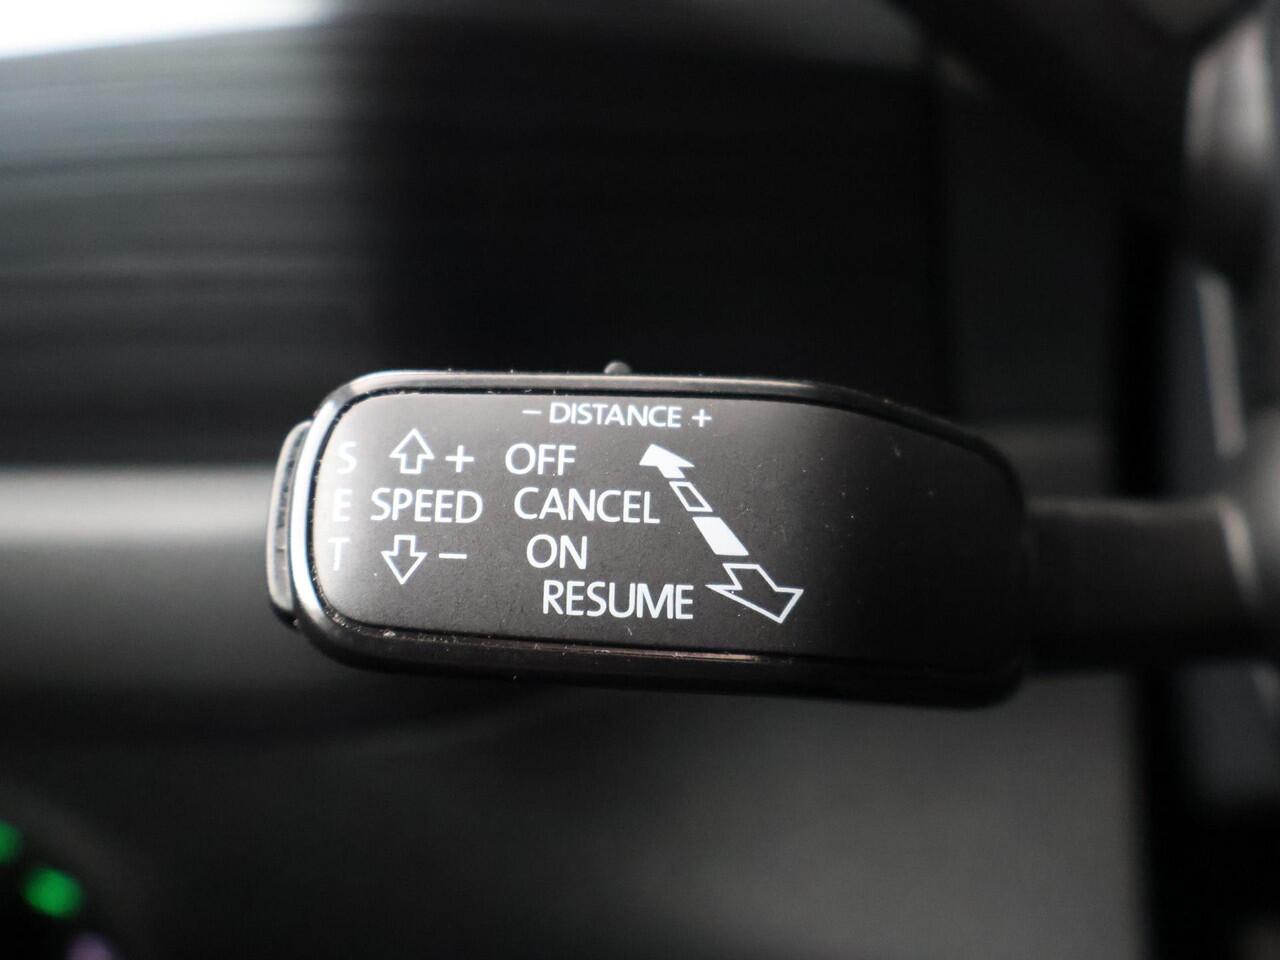 − DISTANCE +
S + OFF
E SPEED CANCEL
T − ON
RESUME